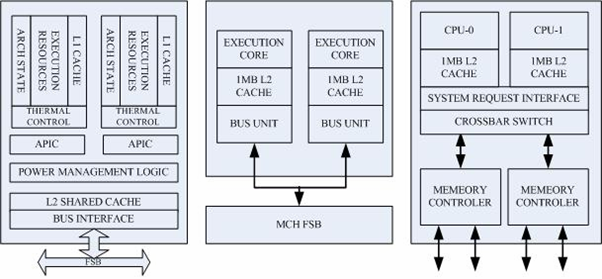 ARCH STATE
EXECUTION
RESOURCES
L1 CACHE
THERMAL
CONTROL
ARCH STATE
EXECUTION
RESOURCES
L1 CACHE
THERMAL
CONTROL
APIC
APIC
POWER MANAGEMENT LOGIC
L2 SHARED CACHE
BUS INTERFACE
FSB
EXECUTION
CORE
1MB L2
CACHE
BUS UNIT
EXECUTION
CORE
1MB L2
CACHE
BUS UNIT
MCH FSB
CPU-0
1MB L2
CACHE
CPU-1
1MB L2
CACHE
SYSTEM REQUEST INTERFACE
CROSSBAR SWITCH
MEMEORY
CONTROLER
MEMEORY
CONTROLER